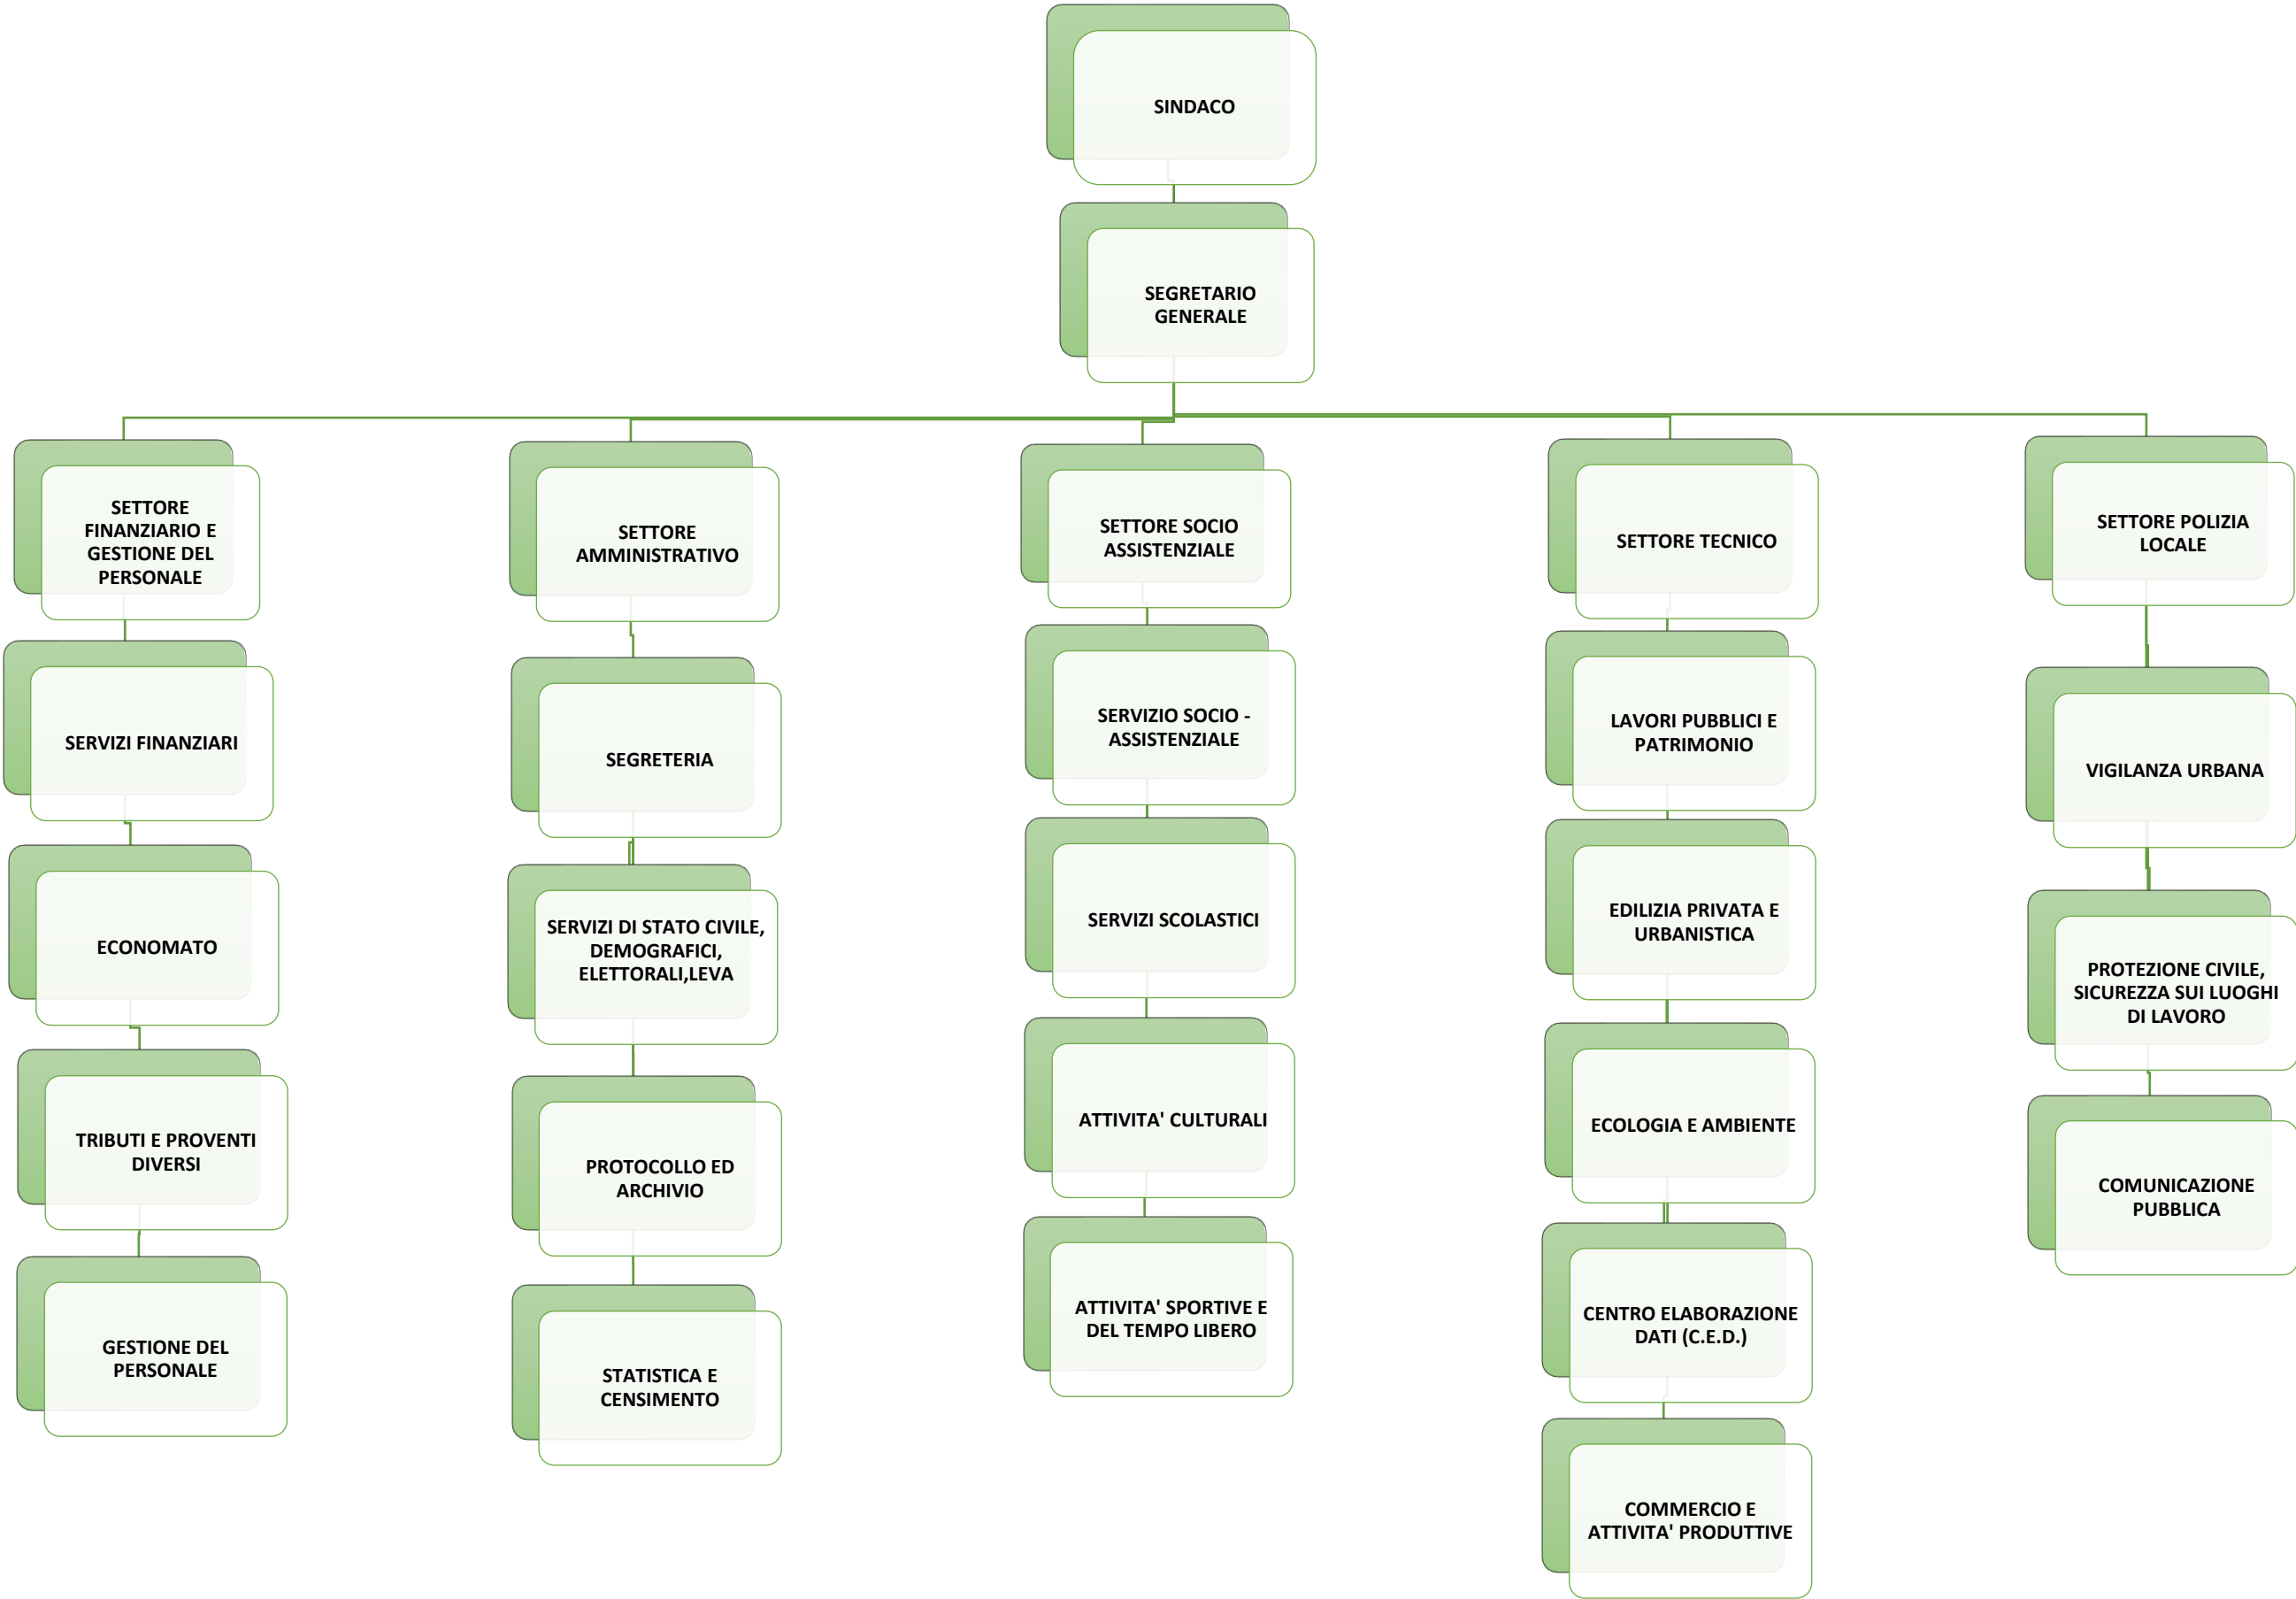 SINDACO
SEGRETARIO
GENERALE
SETTORE
FINANZIARIO E
GESTIONE DEL
PERSONALE
SERVIZI FINANZIARI
ECONOMATO
TRIBUTI E PROVENTI
DIVERSI
GESTIONE DEL
PERSONALE
SETTORE
AMMINISTRATIVO
SEGRETERIA
SERVIZI DI STATO CIVILE,
DEMOGRAFICI,
ELETTORALI,LEVA
PROTOCOLLO ED
ARCHIVIO
STATISTICA E
CENSIMENTO
SETTORE SOCIO
ASSISTENZIALE
SERVIZIO SOCIO -
ASSISTENZIALE
SERVIZI SCOLASTICI
ATTIVITA' CULTURALI
ATTIVITA' SPORTIVE E
DEL TEMPO LIBERO
SETTORE TECNICO
LAVORI PUBBLICI E
PATRIMONIO
EDILIZIA PRIVATA E
URBANISTICA
ECOLOGIA E AMBIENTE
CENTRO ELABORAZIONE
DATI (C.E.D.)
COMMERCIO E
ATTIVITA' PRODUTTIVE
SETTORE POLIZIA
LOCALE
VIGILANZA URBANA
PROTEZIONE CIVILE,
SICUREZZA SUI LUOGHI
DI LAVORO
COMUNICAZIONE
PUBBLICA